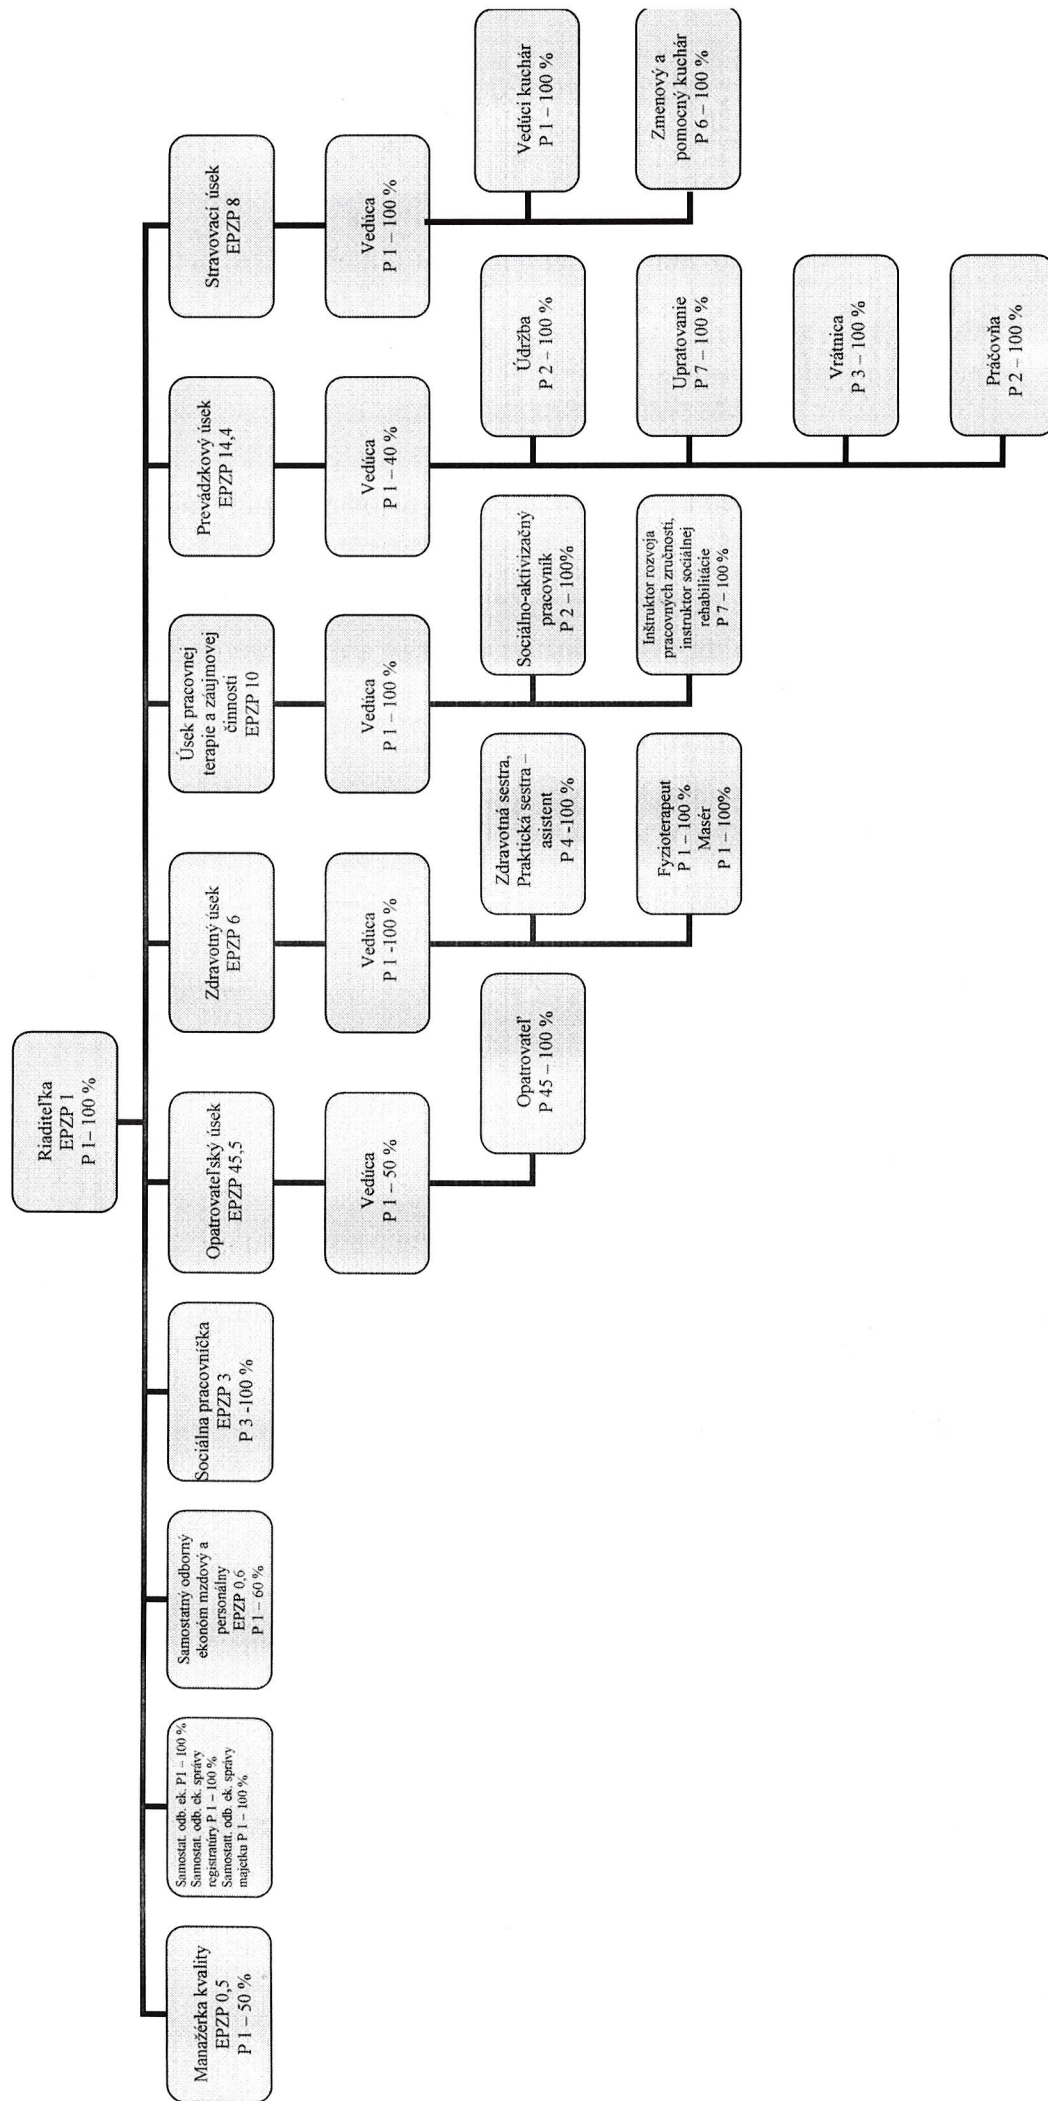 Riaditeľka
EPZP 1
P 1– 100 %
Manažérka kvality
EPZP 0,5
P 1 – 50 %
Samostat. odb. ek. P1 – 100 %
Samostat. odb. ek. správy
registratúry P 1 – 100 %
Samostatt. odb. ek. správy
majetku P 1 – 100 %
Samostatný odborný
ekonóm mzdový a
personálny
EPZP 0,6
P 1 – 60 %
Sociálna pracovníčka
EPZP 3
P 3 -100 %
Opatrovateľský úsek
EPZP 45,5
Zdravotný úsek
EPZP 6
Úsek pracovnej
terapie a záujmovej
činnosti
EPZP 10
Prevádzkový úsek
EPZP 14,4
Stravovací úsek
EPZP 8
Vedúca
P 1 – 50 %
Vedúca
P 1 -100 %
Vedúca
P 1 – 100 %
Vedúca
P 1 – 40 %
Vedúca
P 1 – 100 %
Opatrovateľ
P 45 – 100 %
Zdravotná sestra,
Praktická sestra –
asistent
P 4 -100 %
Sociálno-aktivizačný
pracovník
P 2 – 100%
Údržba
P 2 – 100 %
Vedúci kuchár
P 1 – 100 %
Fyzioterapeut
P 1 – 100 %
Masér
P 1 – 100%
Inštruktor rozvoja
pracovných zručností,
instruktor sociálnej
rehabilitácie
P 7 – 100 %
Upratovanie
P 7 – 100 %
Zmenový a
pomocný kuchár
P 6 – 100 %
Vrátnica
P 3 – 100 %
Práčovňa
P 2 – 100 %